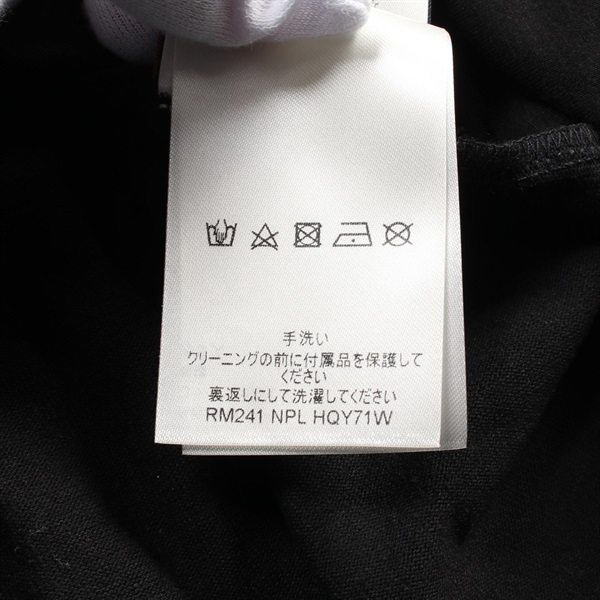 手洗い
クリーニングの前に付属品を保護して
ください
裏返しにして洗濯してください
RM241 NPL HQY71W